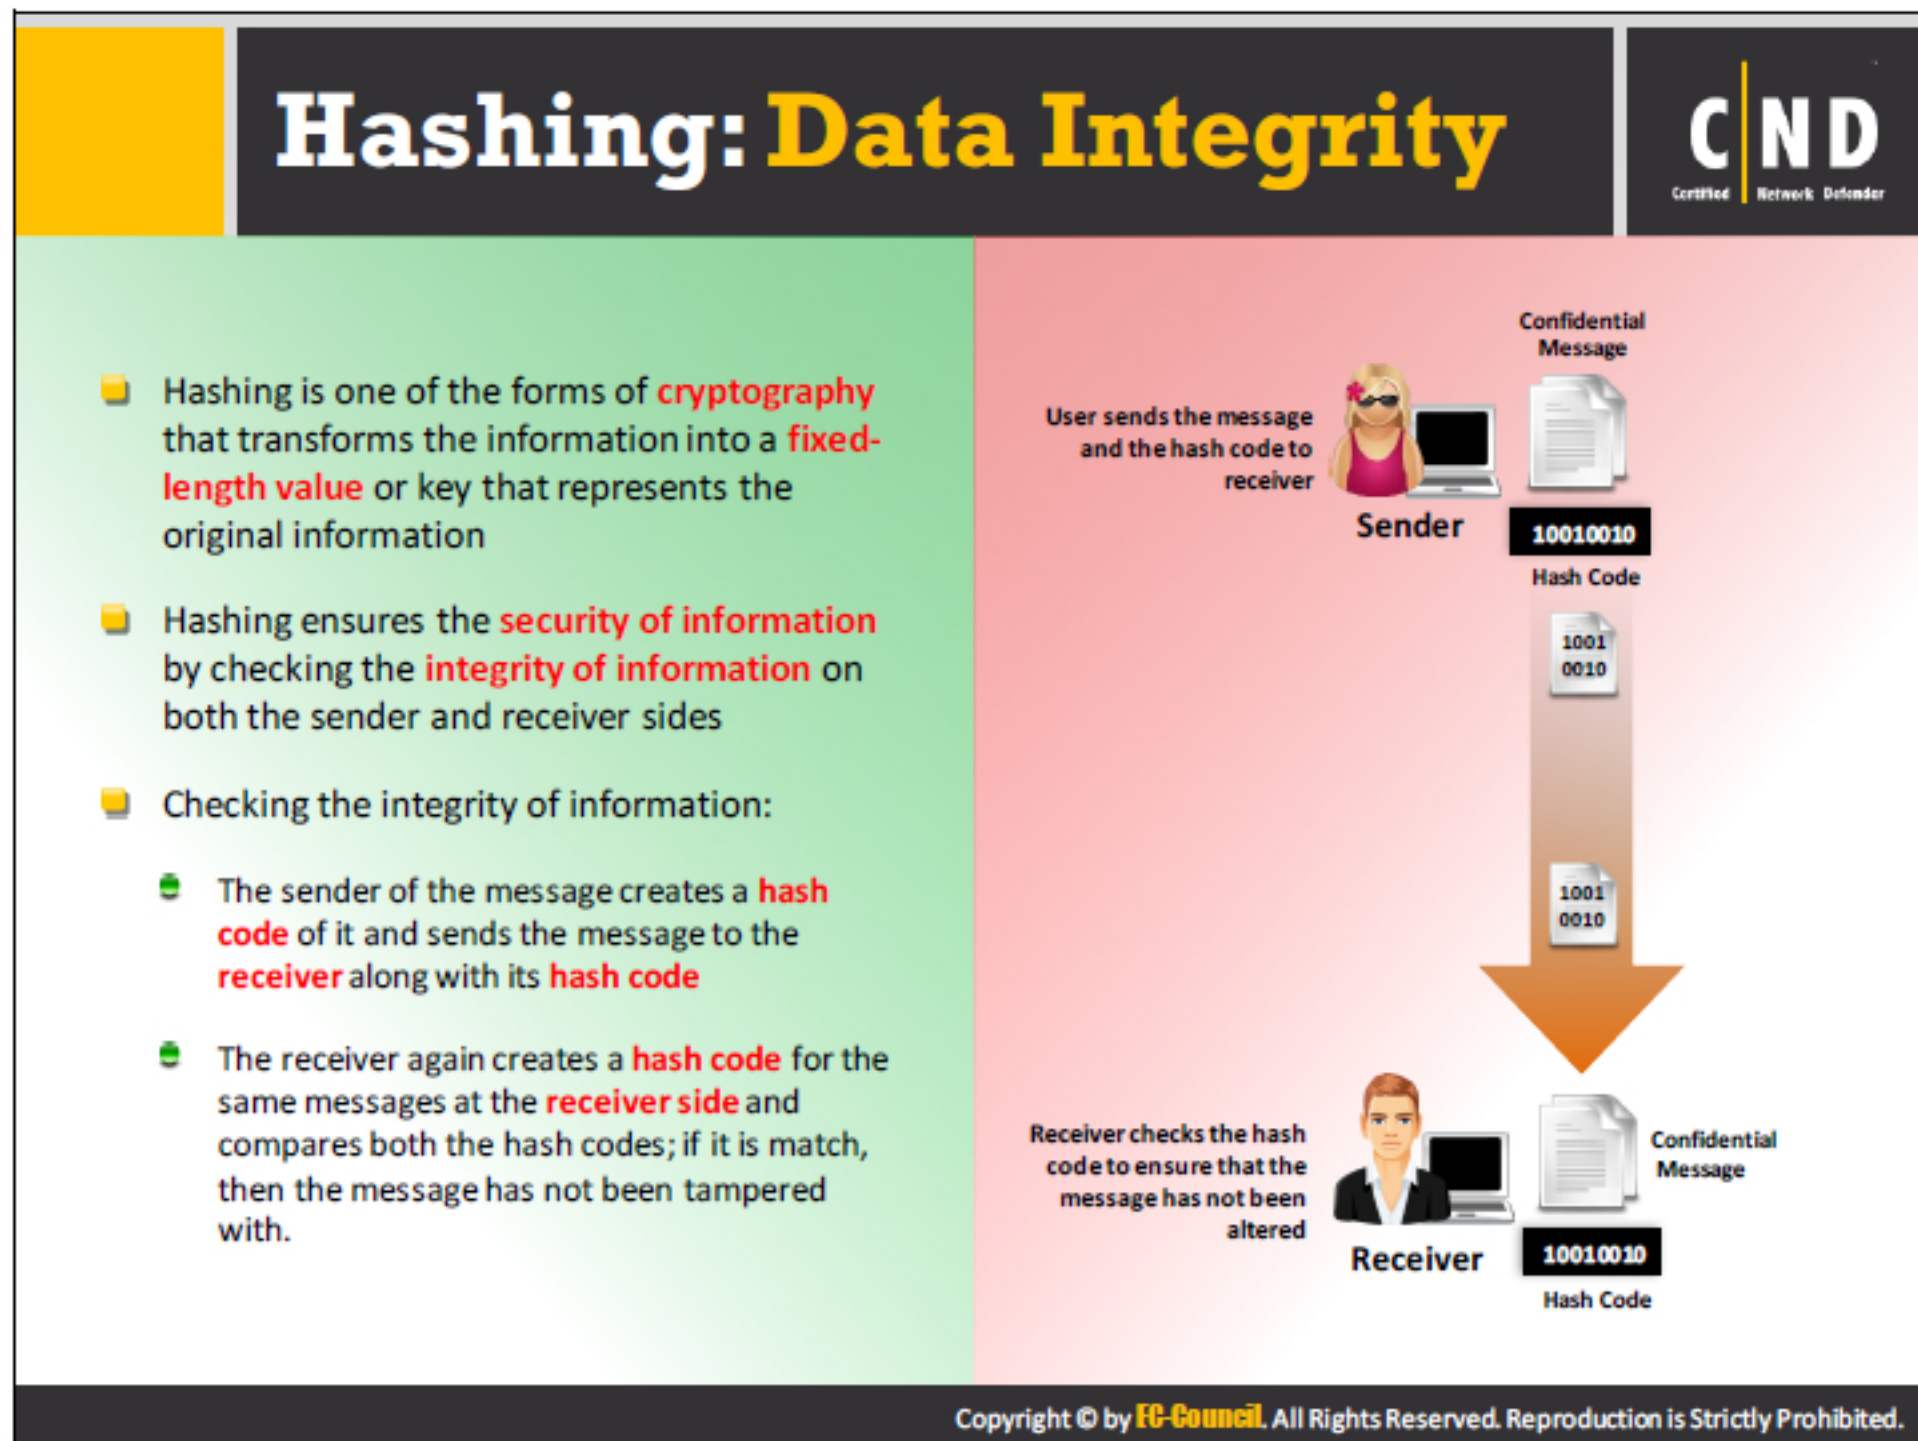 Hashing: Data Integrity
C|ND
Certified Network Defender
Hashing is one of the forms of cryptography
that transforms the information into a fixed-
length value or key that represents the
original information
Hashing ensures the security of information
by checking the integrity of information on
both the sender and receiver sides
Checking the integrity of information:
The sender of the message creates a hash
code of it and sends the message to the
receiver along with its hash code
The receiver again creates a hash code for the
same messages at the receiver side and
compares both the hash codes; if it is match,
then the message has not been tampered
with.
Confidential
Message
User sends the message
and the hash code to
receiver
Sender
10010010
Hash Code
1001
0010
1001
0010
Receiver checks the hash
code to ensure that the
message has not been
altered
Receiver
Confidential
Message
10010010
Hash Code
Copyright © by EC-Council. All Rights Reserved. Reproduction is Strictly Prohibited.